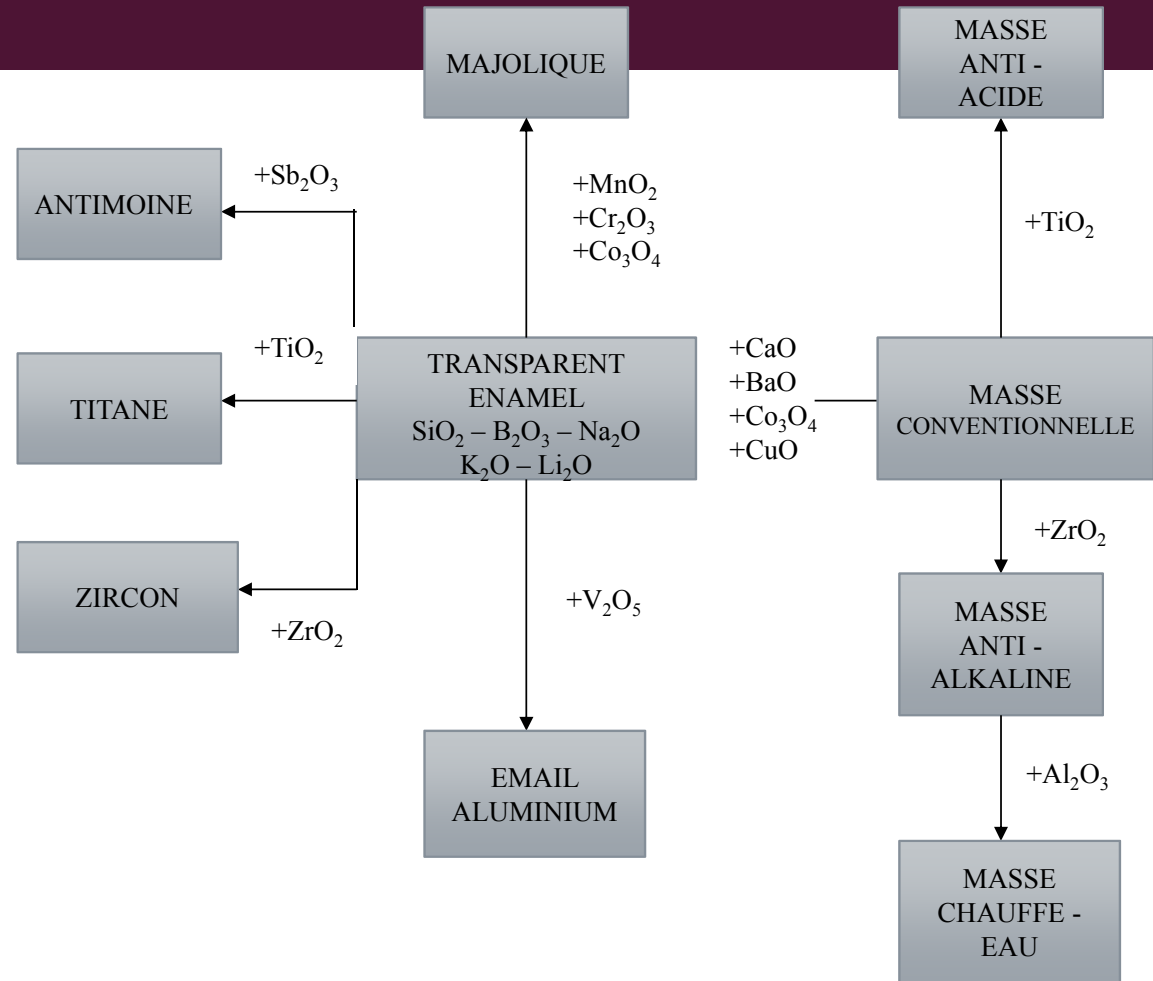 MAJOLIQUE
MASSE
ANTI -
ACIDE
+Sb₂O₃
ANTIMOINE
+MnO₂
+Cr₂O₃
+Co₃O₄
+TiO₂
+TiO₂
TITANE
TRANSPARENT
ENAMEL
SiO₂ – B₂O₃ – Na₂O
K₂O – Li₂O
+CaO
+BaO
+Co₃O₄
+CuO
MASSE
CONVENTIONNELLE
+ZrO₂
ZIRCON
+ZrO₂
+V₂O₅
MASSE
ANTI -
ALKALINE
EMAIL
ALUMINIUM
+Al₂O₃
MASSE
CHAUFFE -
EAU